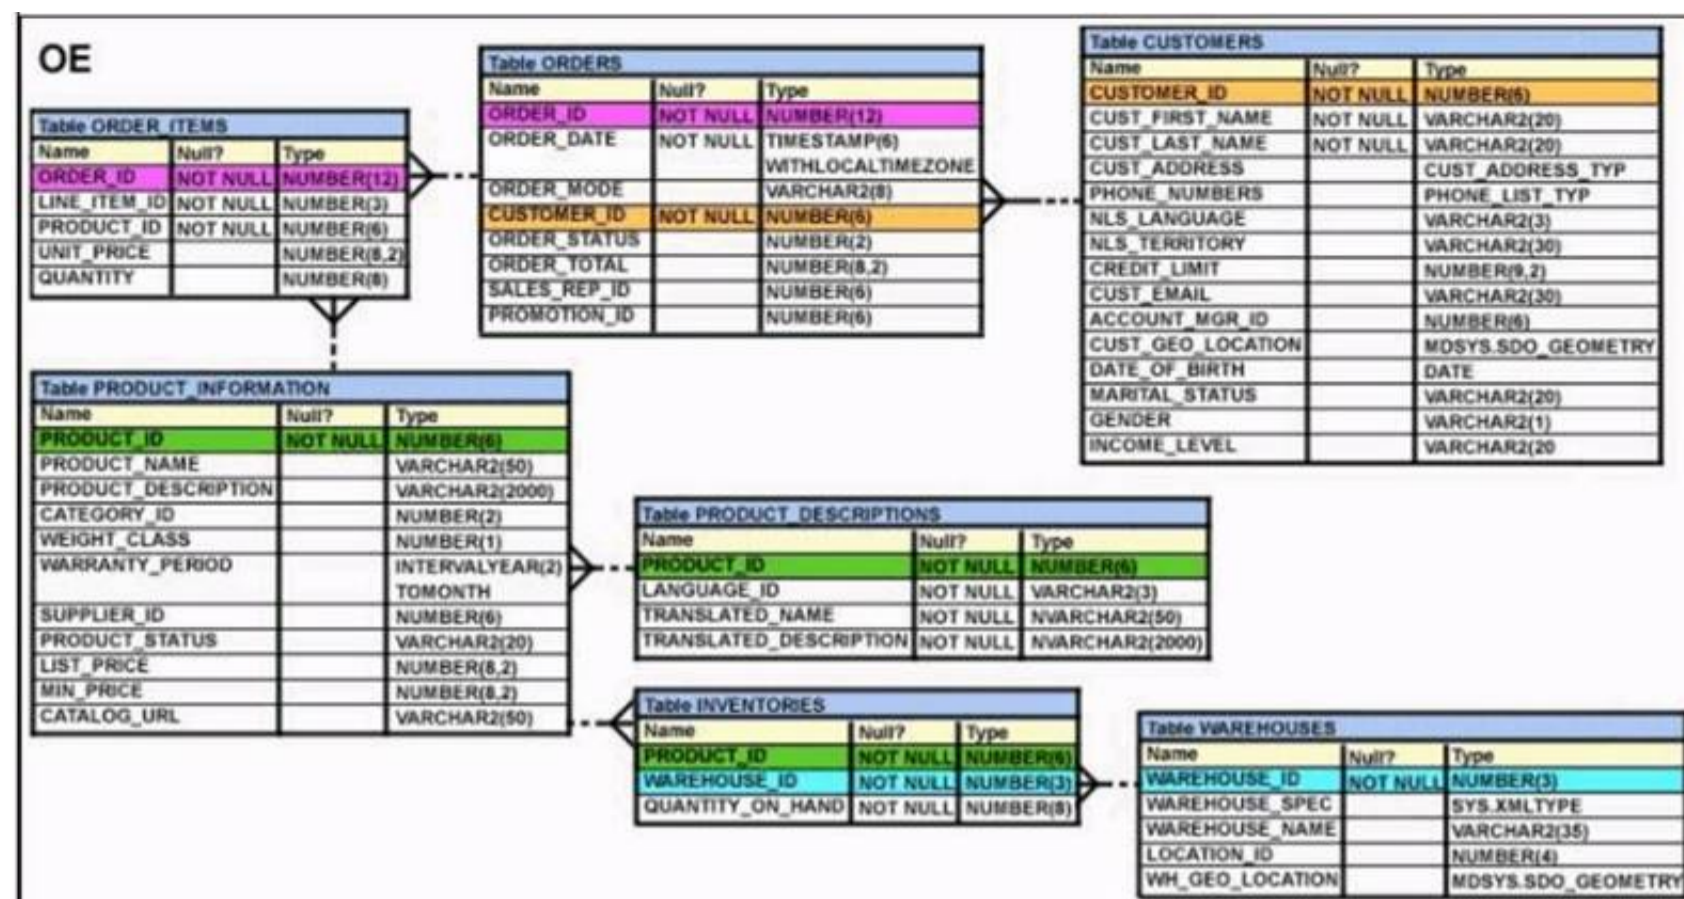 OE
Table ORDER_ITEMS
Name Null? Type
ORDER_ID NOT NULL NUMBER(12)
LINE_ITEM_ID NOT NULL NUMBER(3)
PRODUCT_ID NOT NULL NUMBER(6)
UNIT_PRICE NUMBER(8,2)
QUANTITY NUMBER(8)
Table ORDERS
Name Null? Type
ORDER_ID NOT NULL NUMBER(12)
ORDER_DATE NOT NULL TIMESTAMP(6)
WITHLOCALTIMEZONE
ORDER_MODE VARCHAR2(8)
CUSTOMER_ID NOT NULL NUMBER(6)
ORDER_STATUS NUMBER(2)
ORDER_TOTAL NUMBER(8,2)
SALES_REP_ID NUMBER(6)
PROMOTION_ID NUMBER(6)
Table CUSTOMERS
Name Null? Type
CUSTOMER_ID NOT NULL NUMBER(6)
CUST_FIRST_NAME NOT NULL VARCHAR2(20)
CUST_LAST_NAME NOT NULL VARCHAR2(20)
CUST_ADDRESS CUST_ADDRESS_TYP
PHONE_NUMBERS PHONE_LIST_TYP
NLS_LANGUAGE VARCHAR2(3)
NLS_TERRITORY VARCHAR2(30)
CREDIT_LIMIT NUMBER(9,2)
CUST_EMAIL VARCHAR2(30)
ACCOUNT_MGR_ID NUMBER(6)
CUST_GEO_LOCATION MDSYS.SDO_GEOMETRY
DATE_OF_BIRTH DATE
MARITAL_STATUS VARCHAR2(20)
GENDER VARCHAR2(1)
INCOME_LEVEL VARCHAR2(20
Table PRODUCT_INFORMATION
Name Null? Type
PRODUCT_ID NOT NULL NUMBER(6)
PRODUCT_NAME VARCHAR2(50)
PRODUCT_DESCRIPTION VARCHAR2(2000)
CATEGORY_ID NUMBER(2)
WEIGHT_CLASS NUMBER(1)
WARRANTY_PERIOD INTERVALYEAR(2)
TOMONTH
SUPPLIER_ID NUMBER(6)
PRODUCT_STATUS VARCHAR2(20)
LIST_PRICE NUMBER(8,2)
MIN_PRICE NUMBER(8,2)
CATALOG_URL VARCHAR2(50)
Table PRODUCT_DESCRIPTIONS
Name Null? Type
PRODUCT_ID NOT NULL NUMBER(6)
LANGUAGE_ID NOT NULL VARCHAR2(3)
TRANSLATED_NAME NOT NULL NVARCHAR2(50)
TRANSLATED_DESCRIPTION NOT NULL NVARCHAR2(2000)
Table INVENTORIES
Name Null? Type
PRODUCT_ID NOT NULL NUMBER(6)
WAREHOUSE_ID NOT NULL NUMBER(3)
QUANTITY_ON_HAND NOT NULL NUMBER(8)
Table WAREHOUSES
Name Null? Type
WAREHOUSE_ID NOT NULL NUMBER(3)
WAREHOUSE_SPEC SYS.XMLTYPE
WAREHOUSE_NAME VARCHAR2(35)
LOCATION_ID NUMBER(4)
WH_GEO_LOCATION MDSYS.SDO_GEOMETRY